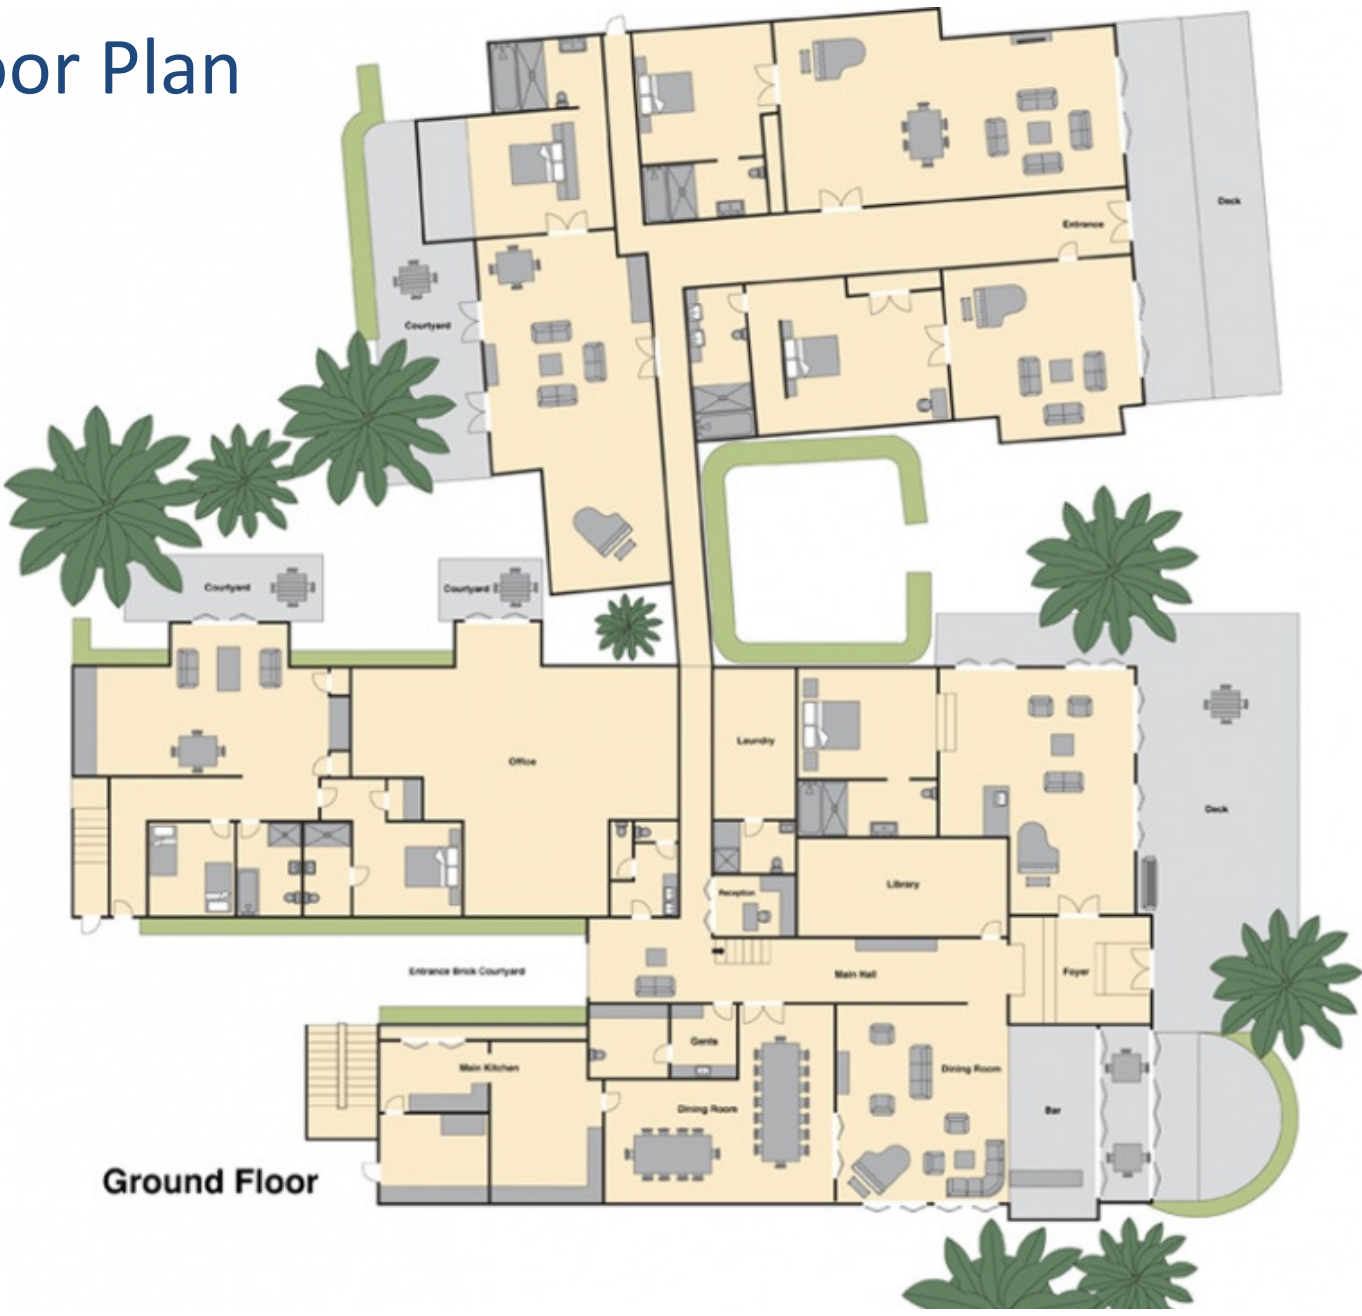 oor Plan
Deck
Entrance
Courtyard
Courtyard
Courtyard
Laundry
Office
Deck
Library
Reception
Entrance Brick Courtyard
Main Hall
Foyer
Gents
Main Kitchen
Dining Room
Dining Room
Bar
Ground Floor